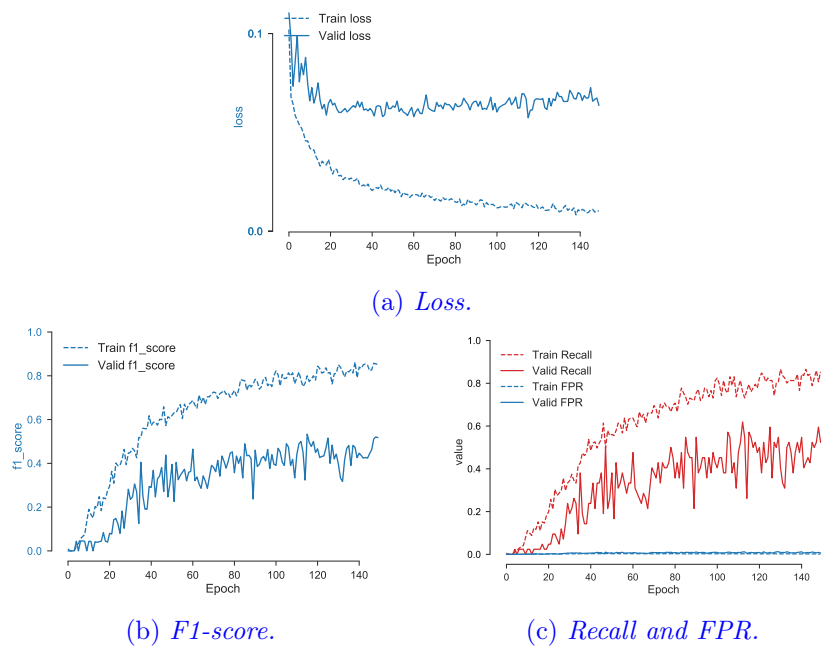 Train loss
Valid loss
0.1
loss
0.0
0 20 40 60 80 100 120 140
Epoch
(a) Loss.
1.0
Train f1_score
Valid f1_score
0.8
0.6
f1_score
0.4
0.2
0.0
0 20 40 60 80 100 120 140
Epoch
(b) F1-score.
1.0
Train Recall
Valid Recall
Train FPR
Valid FPR
0.8
0.6
value
0.4
0.2
0.0
0 20 40 60 80 100 120 140
Epoch
(c) Recall and FPR.